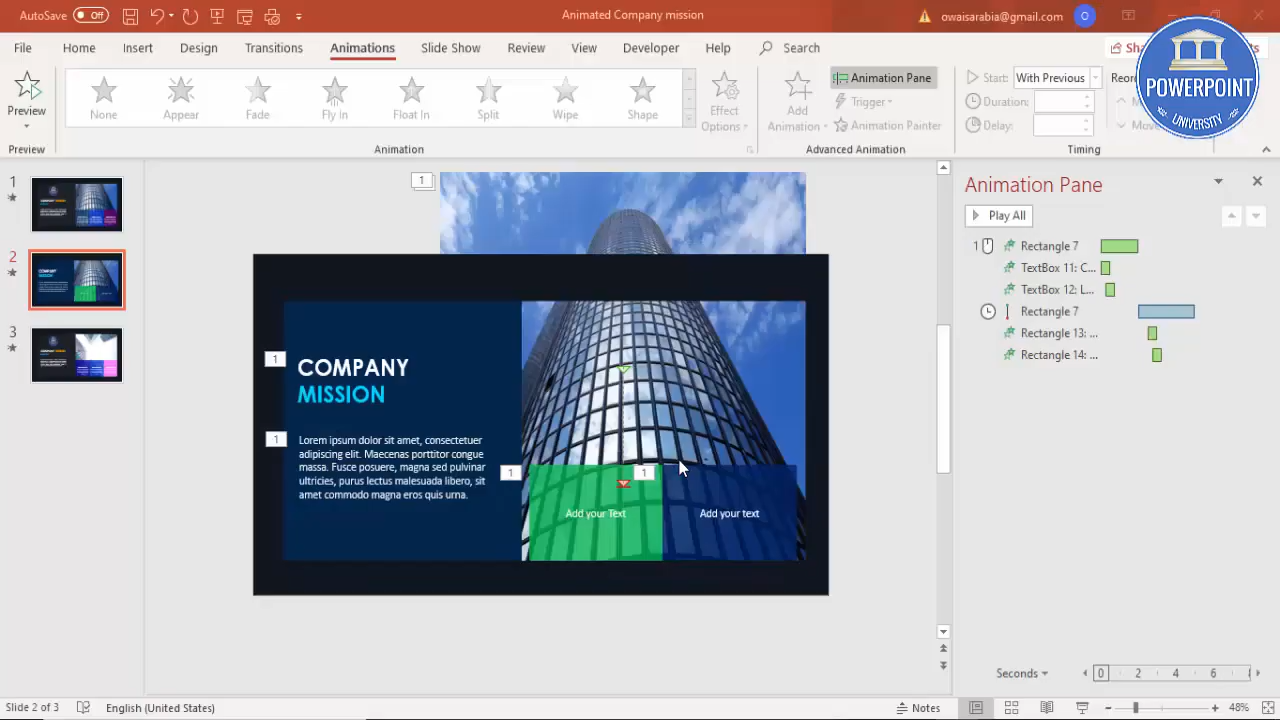 AutoSave Off
Animated Company mission
owaisarabia@gmail.com O
File Home Insert Design Transitions Animations Slide Show Review View Developer Help Search
Preview
Preview
None Appear Fade Fly In Float In Split Wipe Shape
Animation
Effect
Options
Add
Animation
Animation Pane
Trigger
Animation Painter
Advanced Animation
Start: With Previous
Duration:
Delay:
Timing
POWERPOINT
UNIVERSITY
1
2
3
1
1
COMPANY
MISSION
1
Lorem ipsum dolor sit amet, consectetuer
adipiscing elit. Maecenas porttitor congue
massa. Fusce posuere, magna sed pulvinar
ultricies, purus lectus malesuada libero, sit
amet commodo magna eros quis urna.
1
1
Add your Text
Add your text
Animation Pane
Play All
1 Rectangle 7
TextBox 11: C...
TextBox 12: L...
Rectangle 7
Rectangle 13: ...
Rectangle 14: ...
Seconds 0 2 4 6
Slide 2 of 3
English (United States)
Notes
48%